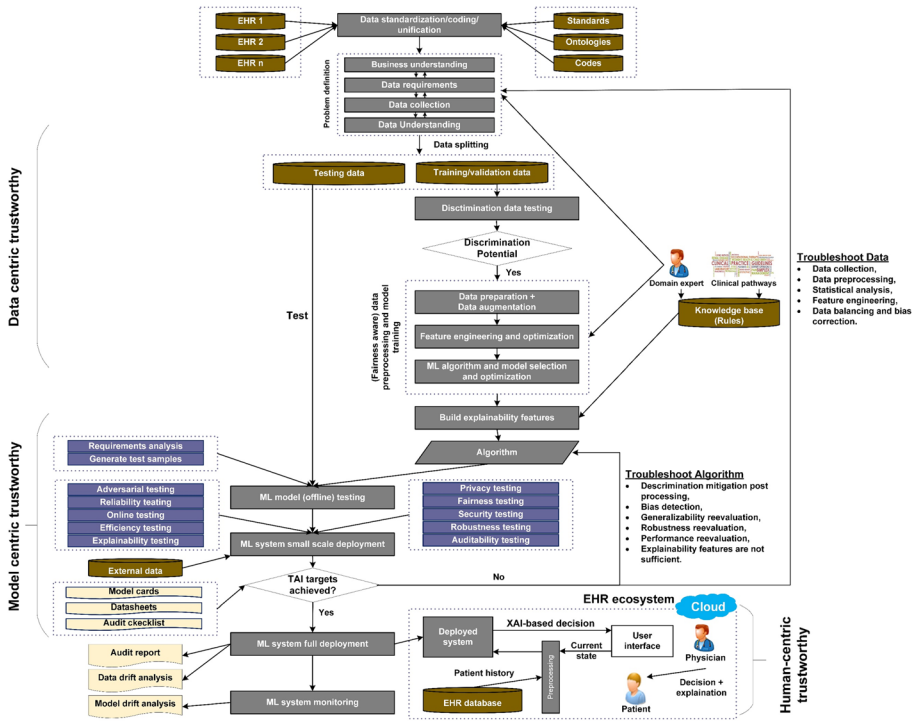 EHR 1
EHR 2
EHR n
Data standardization/coding/
unification
Standards
Ontologies
Codes
Problem definition
Business understanding
Data requirements
Data collection
Data Understanding
Data splitting
Testing data
Training/validation data
Data centric trustworthy
Disctimination data testing
Discrimination
Potential
Yes
Domain expert
Clinical pathways
CLINICAL PRACTICE GUIDELINES
Knowledge base
(Rules)
Troubleshoot Data
• Data collection,
• Data preprocessing,
• Statistical analysis,
• Feature engineering,
• Data balancing and bias
correction.
Test
(Fairness aware) data
preprocessing and model
training
Data preparation +
Data augmentation
Feature engineering and optimization
ML algorithm and model selection
and optimization
Build explainability features
Algorithm
Model centric trustworthy
Requirements analysis
Generate test samples
ML model (offline) testing
Adversarial testing
Reliability testing
Online testing
Efficiency testing
Explainability testing
Privacy testing
Fairness testing
Security testing
Robustness testing
Auditability testing
Troubleshoot Algorithm
• Descrimination mitigation post
processing,
• Bias detection,
• Generalizability reevaluation,
• Robustness reevaluation,
• Performance reevaluation,
• Explainability features are not
sufficient.
ML system small scale deployment
External data
TAI targets
achieved?
No
Yes
Model cards
Datasheets
Audit ckecklist
ML system full deployment
Audit report
Data drift analysis
Model drift analysis
ML system monitoring
EHR ecosystem
Cloud
Deployed
system
XAI-based decision
User
interface
Current
state
Physician
Preprocessing
Patient history
EHR database
Patient
Decision +
explaination
Human-centric
trustworthy